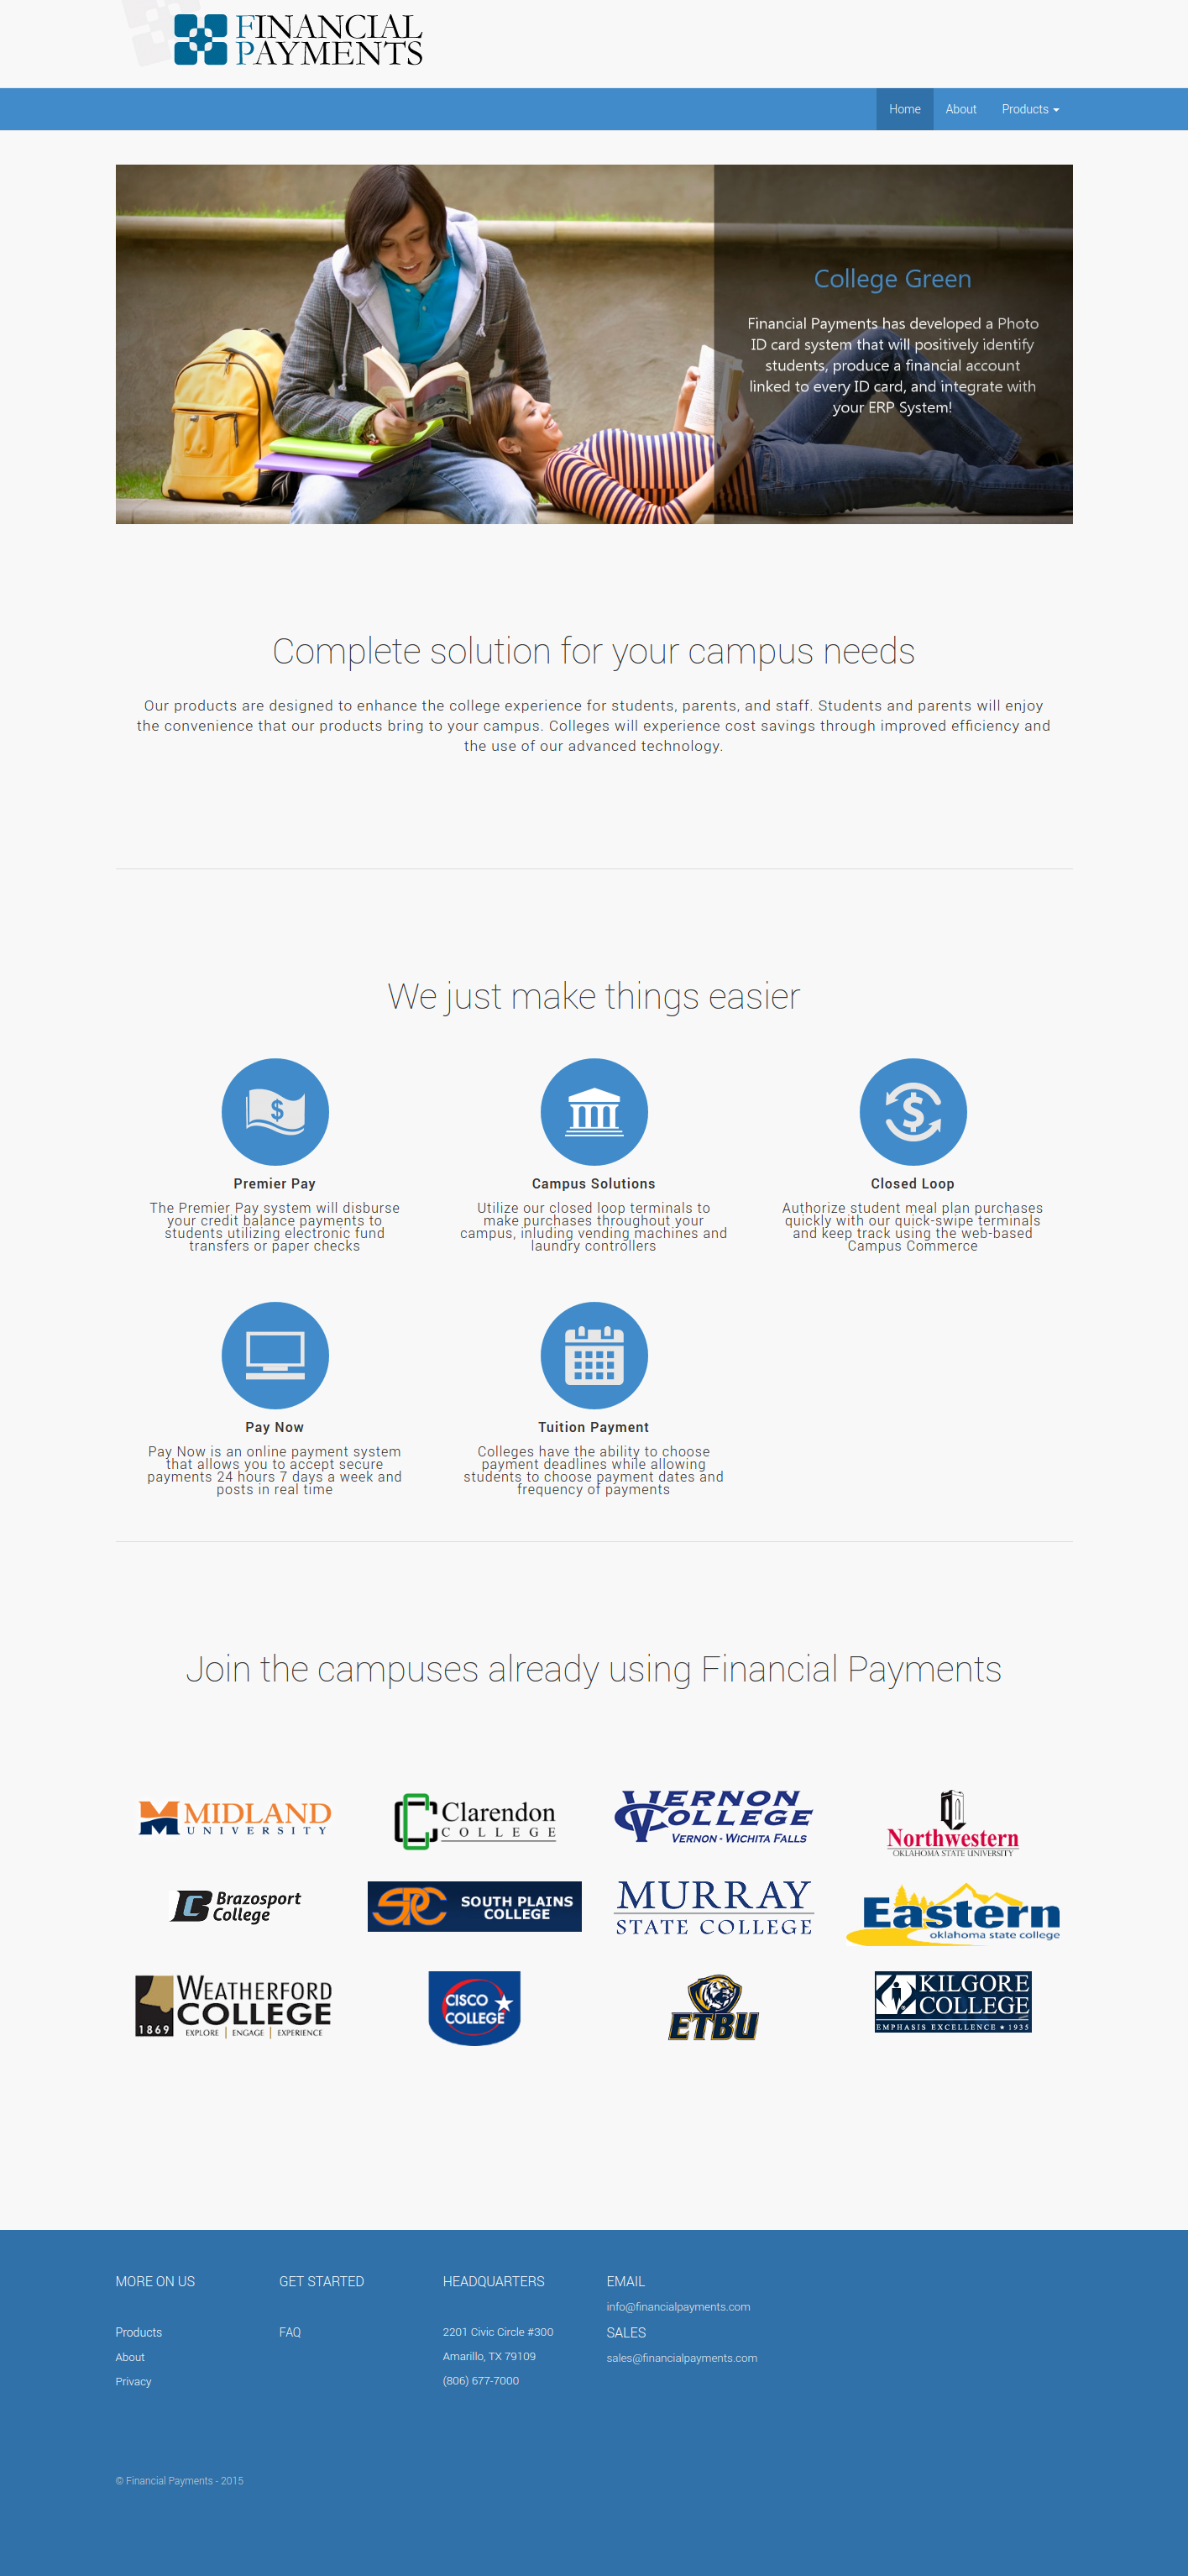 FINANCIAL
PAYMENTS
Home About Products
College Green
Financial Payments has developed a Photo
ID card system that will positively identify
students, produce a financial account
linked to every ID card, and integrate with
your ERP System!
Complete solution for your campus needs
Our products are designed to enhance the college experience for students, parents, and staff. Students and parents will enjoy
the convenience that our products bring to your campus. Colleges will experience cost savings through improved efficiency and
the use of our advanced technology.
We just make things easier
Premier Pay
The Premier Pay system will disburse
your credit balance payments to
students utilizing electronic fund
transfers or paper checks
Campus Solutions
Utilize our closed loop terminals to
make purchases throughout your
campus, inluding vending machines and
laundry controllers
Closed Loop
Authorize student meal plan purchases
quickly with our quick-swipe terminals
and keep track using the web-based
Campus Commerce
Pay Now
Pay Now is an online payment system
that allows you to accept secure
payments 24 hours 7 days a week and
posts in real time
Tuition Payment
Colleges have the ability to choose
payment deadlines while allowing
students to choose payment dates and
frequency of payments
Join the campuses already using Financial Payments
MIDLAND
UNIVERSITY
Clarendon
COLLEGE
VERNON
COLLEGE
VERNON - WICHITA FALLS
Northwestern
OKLAHOMA STATE UNIVERSITY
Brazosport
College
SPC SOUTH PLAINS
COLLEGE
MURRAY
STATE COLLEGE
Eastern
oklahoma state college
WEATHERFORD
COLLEGE
1869 EXPLORE | ENGAGE | EXPERIENCE
CISCO
COLLEGE
ETBU
KILGORE
COLLEGE
EMPHASIS EXCELLENCE ★ 1935
MORE ON US
Products
About
Privacy
GET STARTED
FAQ
HEADQUARTERS
2201 Civic Circle #300
Amarillo, TX 79109
(806) 677-7000
EMAIL
info@financialpayments.com
SALES
sales@financialpayments.com
© Financial Payments - 2015